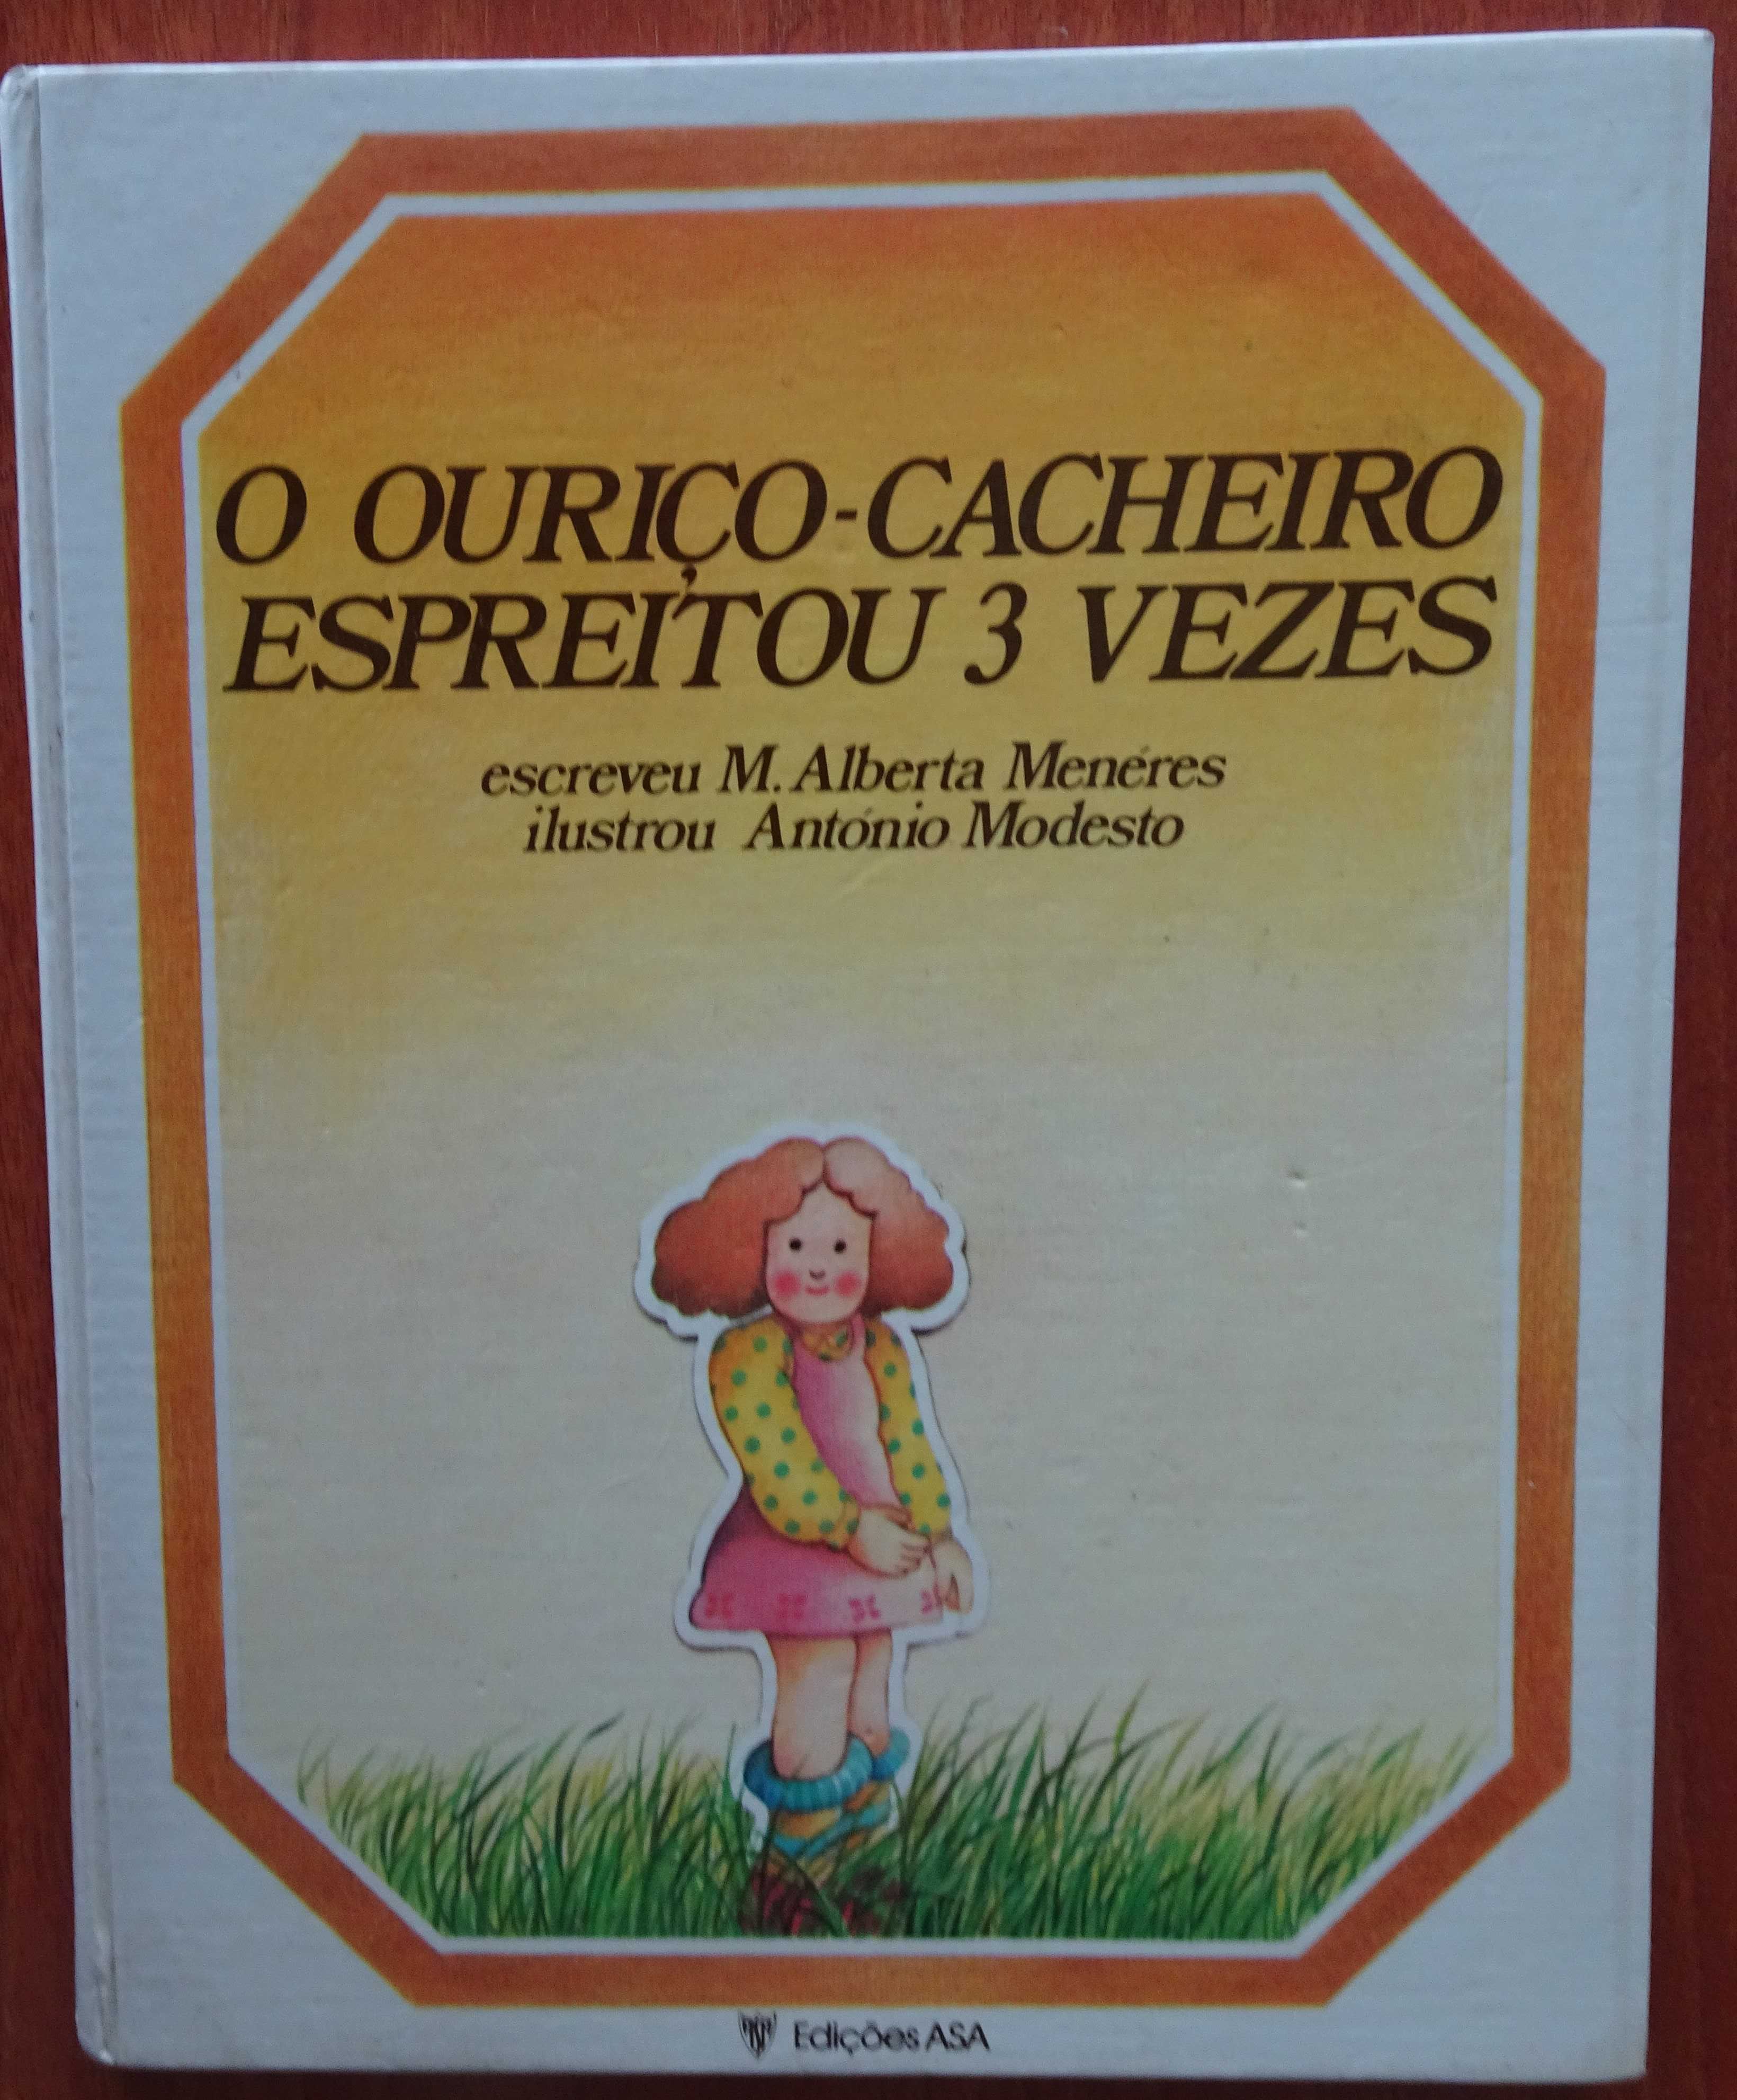 O OURIÇO-CACHEIRO
ESPREITOU 3 VEZES
escreveu M. Alberta Menéres
ilustrou António Modesto
Edições ASA